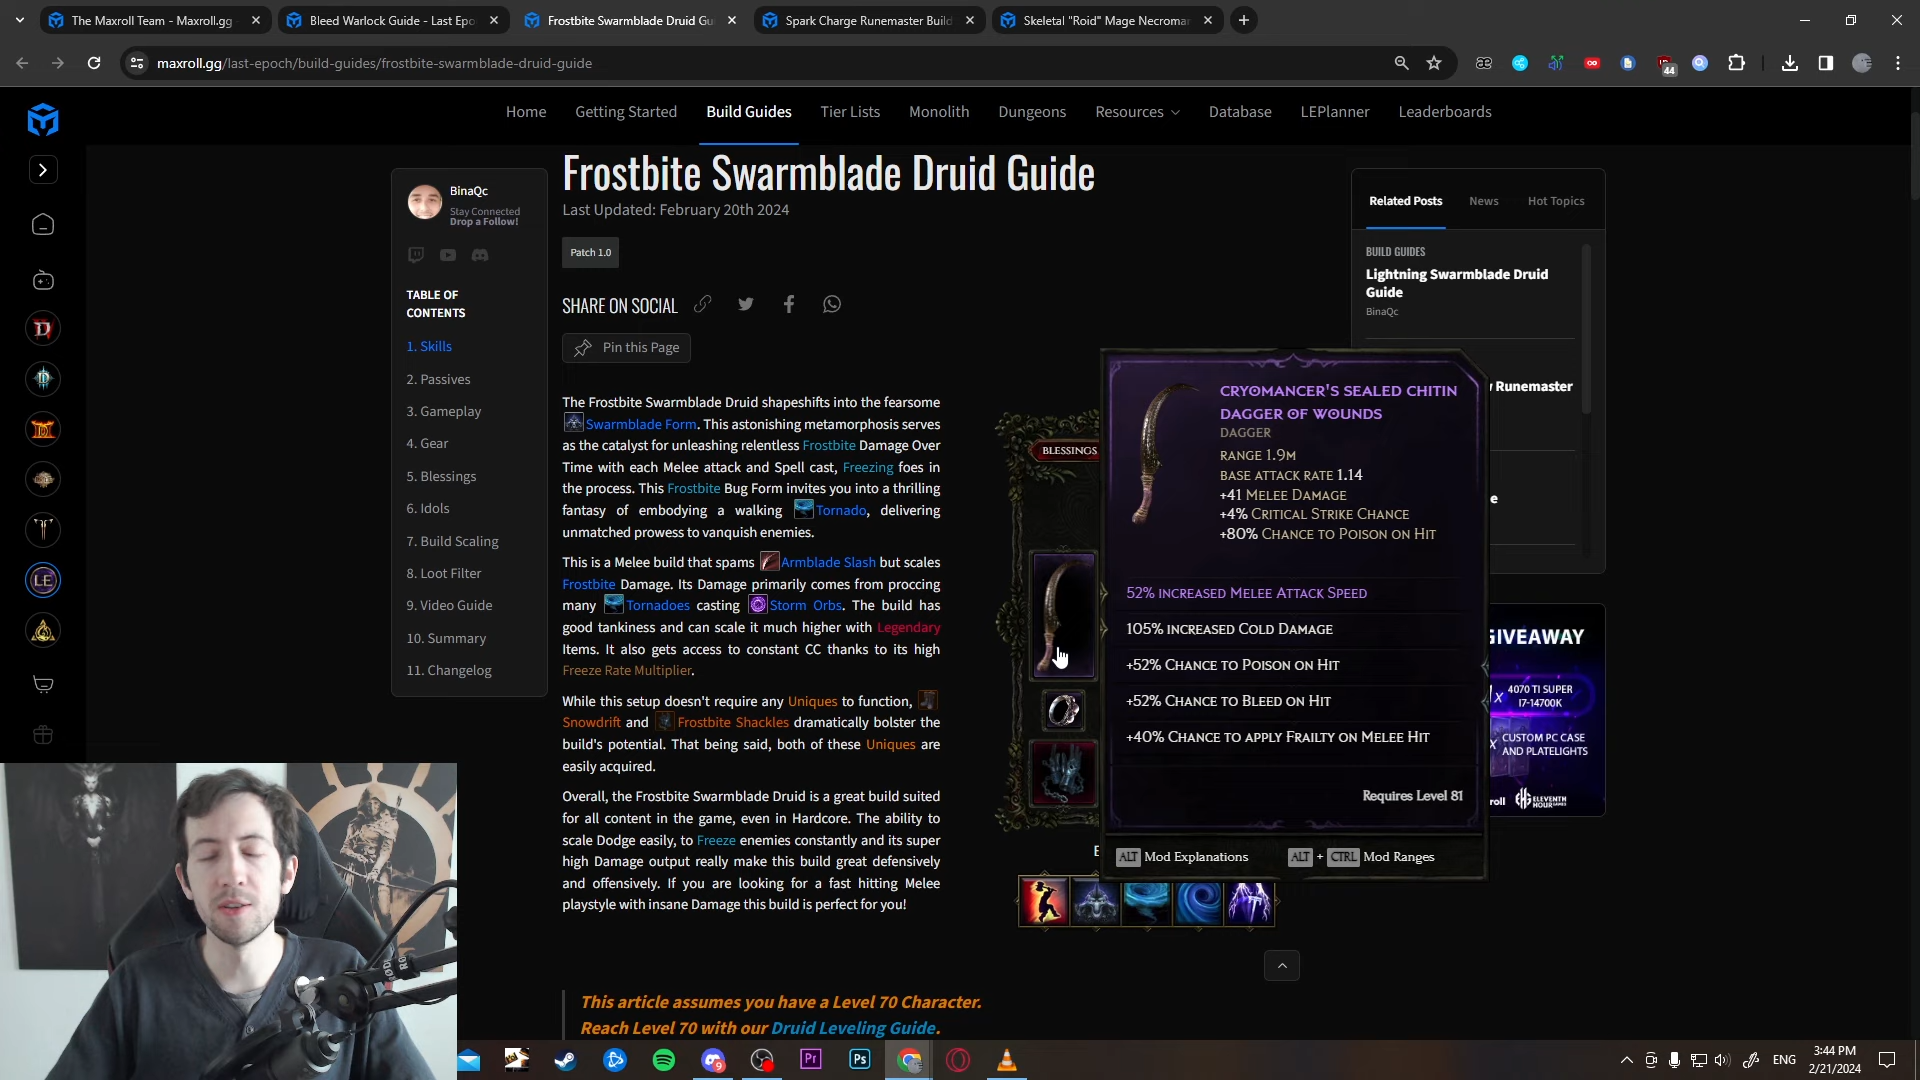 The Maxroll Team - Maxroll.gg
Bleed Warlock Guide - Last Epo
Frostbite Swarmblade Druid Gu
Spark Charge Runemaster Build
Skeletal "Roid" Mage Necroman
maxroll.gg/last-epoch/build-guides/frostbite-swarmblade-druid-guide
44
Home
Getting Started
Build Guides
Tier Lists
Monolith
Dungeons
Resources
Database
LEPlanner
Leaderboards
BinaQc
Stay Connected
Drop a Follow!
TABLE OF
CONTENTS
1. Skills
2. Passives
3. Gameplay
4. Gear
5. Blessings
6. Idols
7. Build Scaling
8. Loot Filter
9. Video Guide
10. Summary
11. Changelog
LE
Frostbite Swarmblade Druid Guide
Last Updated: February 20th 2024
Patch 1.0
SHARE ON SOCIAL
Pin this Page
The Frostbite Swarmblade Druid shapeshifts into the fearsome
Swarmblade Form. This astonishing metamorphosis serves
as the catalyst for unleashing relentless Frostbite Damage Over
Time with each Melee attack and Spell cast, Freezing foes in
the process. This Frostbite Bug Form invites you into a thrilling
fantasy of embodying a walking Tornado, delivering
unmatched prowess to vanquish enemies.
This is a Melee build that spams Armblade Slash but scales
Frostbite Damage. Its Damage primarily comes from proccing
many Tornadoes casting Storm Orbs. The build has
good tankiness and can scale it much higher with Legendary
Items. It also gets access to constant CC thanks to its high
Freeze Rate Multiplier.
While this setup doesn't require any Uniques to function,
Snowdrift and Frostbite Shackles dramatically bolster the
build's potential. That being said, both of these Uniques are
easily acquired.
Overall, the Frostbite Swarmblade Druid is a great build suited
for all content in the game, even in Hardcore. The ability to
scale Dodge easily, to Freeze enemies constantly and its super
high Damage output really make this build great defensively
and offensively. If you are looking for a fast hitting Melee
playstyle with insane Damage this build is perfect for you!
This article assumes you have a Level 70 Character.
Reach Level 70 with our Druid Leveling Guide.
BLESSINGS
CRYOMANCER'S SEALED CHITIN
DAGGER OF WOUNDS
DAGGER
RANGE 1.9M
BASE ATTACK RATE 1.14
+41 MELEE DAMAGE
+4% CRITICAL STRIKE CHANCE
+80% CHANCE TO POISON ON HIT
52% INCREASED MELEE ATTACK SPEED
105% INCREASED COLD DAMAGE
+52% CHANCE TO POISON ON HIT
+52% CHANCE TO BLEED ON HIT
+40% CHANCE TO APPLY FRAILTY ON MELEE HIT
Requires Level 81
ALT Mod Explanations
ALT + CTRL Mod Ranges
Related Posts
News
Hot Topics
BUILD GUIDES
Lightning Swarmblade Druid
Guide
BinaQc
Runemaster
GIVEAWAY
X 4070 TI SUPER
I7-14700K
X CUSTOM PC CASE
AND PLATELIGHTS
roll
ELEVENTH
HOUR GAMES
Pr
Ps
9
ENG
3:44 PM
2/21/2024